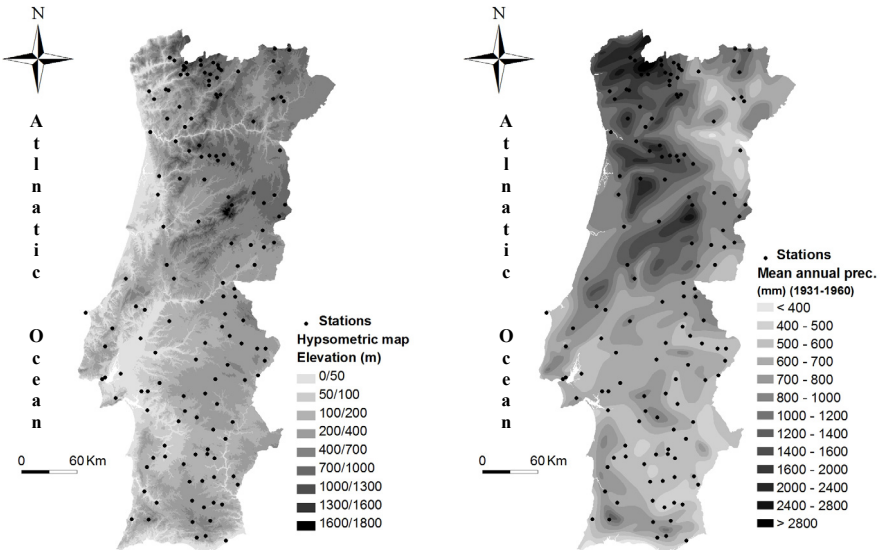 N
A
t
l
n
a
t
i
c
O
c
e
a
n
Stations
Hypsometric map
Elevation (m)
0/50
50/100
100/200
200/400
400/700
700/1000
1000/1300
1300/1600
1600/1800
0 60 Km
N
A
t
l
n
a
t
i
c
O
c
e
a
n
Stations
Mean annual prec.
(mm) (1931-1960)
< 400
400 - 500
500 - 600
600 - 700
700 - 800
800 - 1000
1000 - 1200
1200 - 1400
1400 - 1600
1600 - 2000
2000 - 2400
2400 - 2800
> 2800
0 60 Km